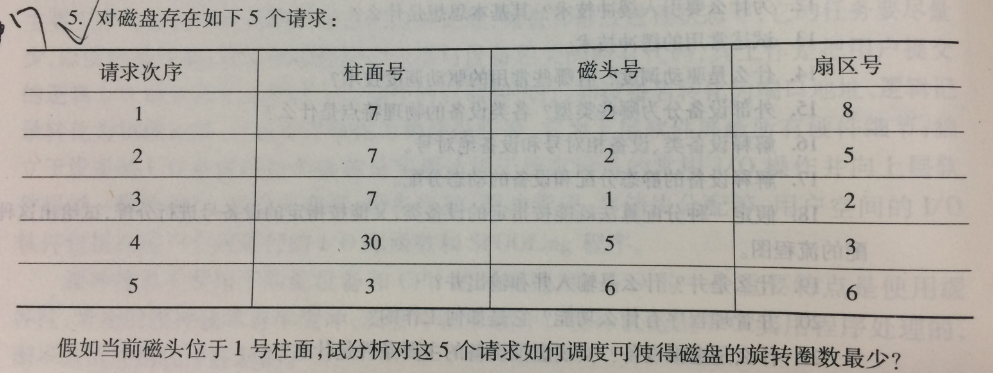 5. 对磁盘存在如下5个请求:
请求次序 柱面号 磁头号 扇区号
1 7 2 8
2 7 2 5
3 7 1 2
4 30 5 3
5 3 6 6
假如当前磁头位于1号柱面,试分析对这5个请求如何调度可使得磁盘的旋转圈数最少?